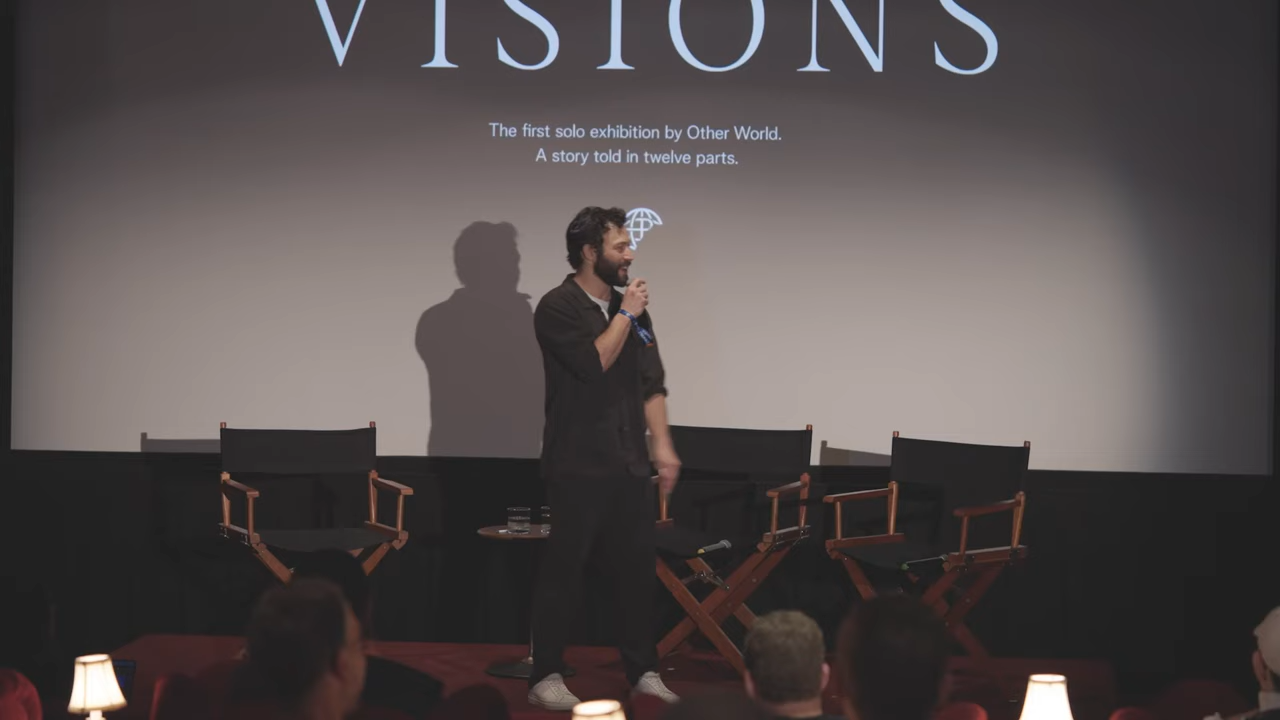 VISIONS
The first solo exhibition by Other World.
A story told in twelve parts.